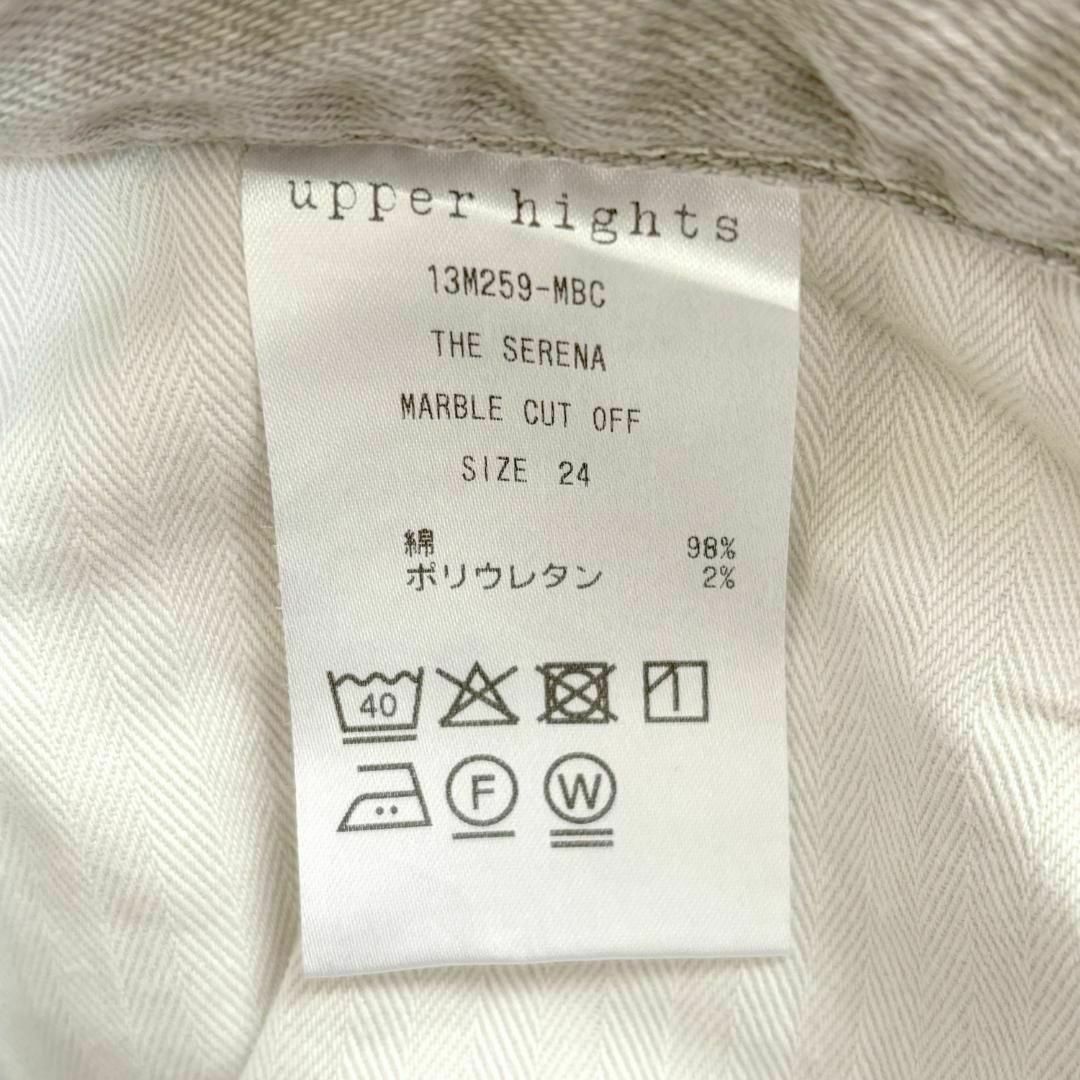 upper hights
13M259-MBC
THE SERENA
MARBLE CUT OFF
SIZE 24
綿 98%
ポリウレタン 2%
40
F W